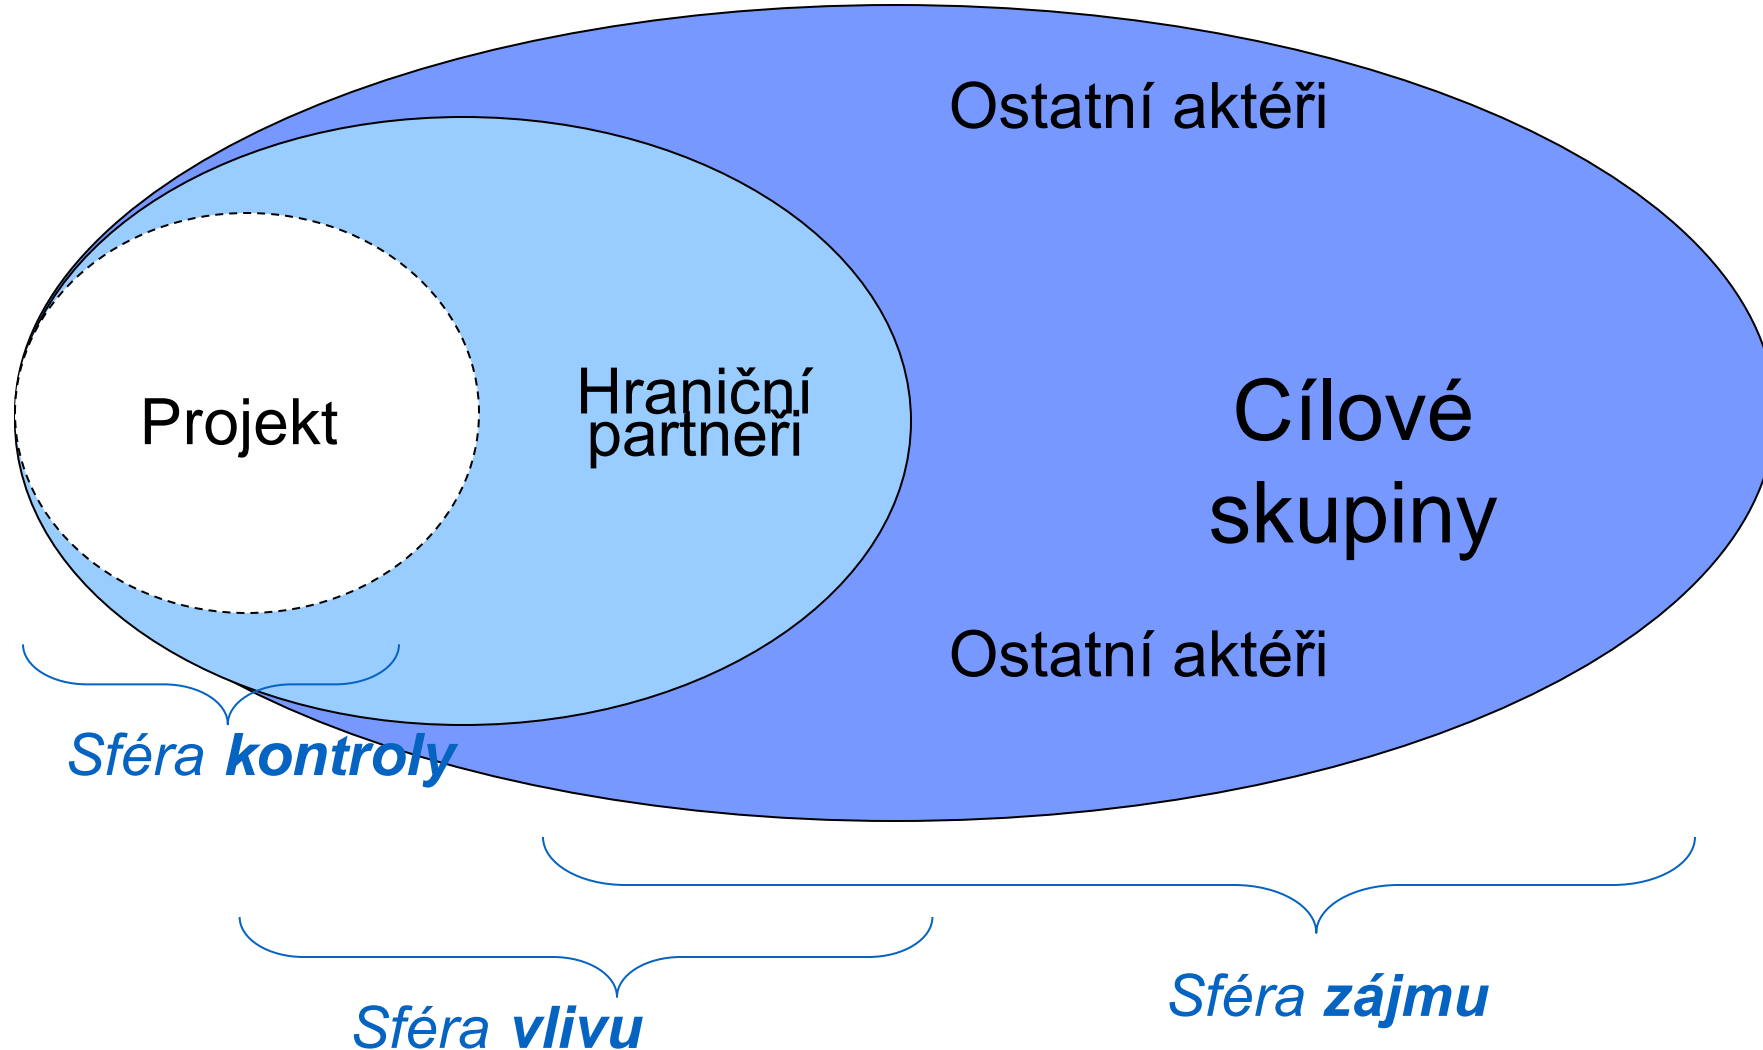 Ostatní aktéři
Projekt
Hraniční
partneři
Cílové
skupiny
Ostatní aktéři
Sféra kontroly
Sféra zájmu
Sféra vlivu